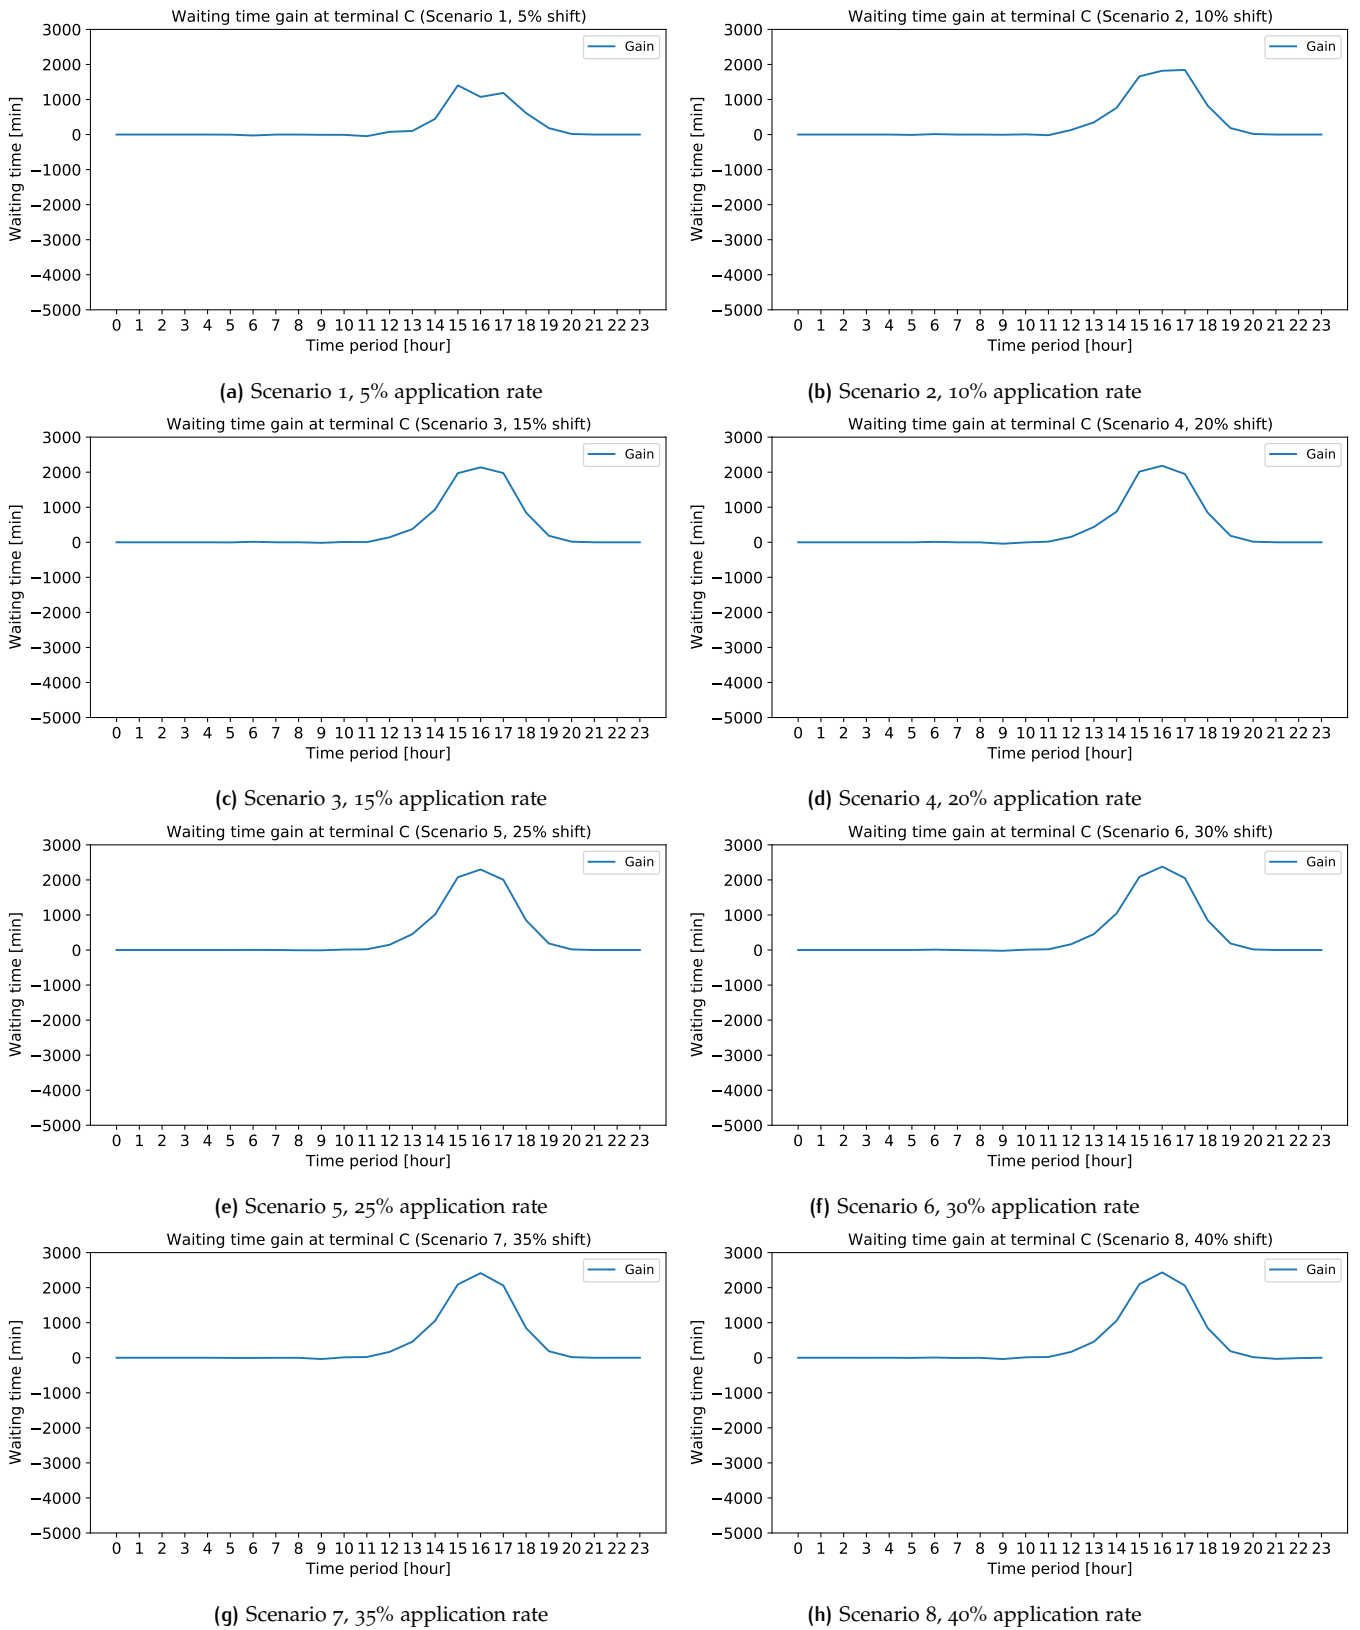 Waiting time gain at terminal C (Scenario 1, 5% shift)
3000
2000
1000
0
−1000
−2000
−3000
−4000
−5000
Waiting time [min]
Gain
0 1 2 3 4 5 6 7 8 9 10 11 12 13 14 15 16 17 18 19 20 21 22 23
Time period [hour]
(a) Scenario 1, 5% application rate
Waiting time gain at terminal C (Scenario 2, 10% shift)
3000
2000
1000
0
−1000
−2000
−3000
−4000
−5000
Waiting time [min]
Gain
0 1 2 3 4 5 6 7 8 9 10 11 12 13 14 15 16 17 18 19 20 21 22 23
Time period [hour]
(b) Scenario 2, 10% application rate
Waiting time gain at terminal C (Scenario 3, 15% shift)
3000
2000
1000
0
−1000
−2000
−3000
−4000
−5000
Waiting time [min]
Gain
0 1 2 3 4 5 6 7 8 9 10 11 12 13 14 15 16 17 18 19 20 21 22 23
Time period [hour]
(c) Scenario 3, 15% application rate
Waiting time gain at terminal C (Scenario 4, 20% shift)
3000
2000
1000
0
−1000
−2000
−3000
−4000
−5000
Waiting time [min]
Gain
0 1 2 3 4 5 6 7 8 9 10 11 12 13 14 15 16 17 18 19 20 21 22 23
Time period [hour]
(d) Scenario 4, 20% application rate
Waiting time gain at terminal C (Scenario 5, 25% shift)
3000
2000
1000
0
−1000
−2000
−3000
−4000
−5000
Waiting time [min]
Gain
0 1 2 3 4 5 6 7 8 9 10 11 12 13 14 15 16 17 18 19 20 21 22 23
Time period [hour]
(e) Scenario 5, 25% application rate
Waiting time gain at terminal C (Scenario 6, 30% shift)
3000
2000
1000
0
−1000
−2000
−3000
−4000
−5000
Waiting time [min]
Gain
0 1 2 3 4 5 6 7 8 9 10 11 12 13 14 15 16 17 18 19 20 21 22 23
Time period [hour]
(f) Scenario 6, 30% application rate
Waiting time gain at terminal C (Scenario 7, 35% shift)
3000
2000
1000
0
−1000
−2000
−3000
−4000
−5000
Waiting time [min]
Gain
0 1 2 3 4 5 6 7 8 9 10 11 12 13 14 15 16 17 18 19 20 21 22 23
Time period [hour]
(g) Scenario 7, 35% application rate
Waiting time gain at terminal C (Scenario 8, 40% shift)
3000
2000
1000
0
−1000
−2000
−3000
−4000
−5000
Waiting time [min]
Gain
0 1 2 3 4 5 6 7 8 9 10 11 12 13 14 15 16 17 18 19 20 21 22 23
Time period [hour]
(h) Scenario 8, 40% application rate